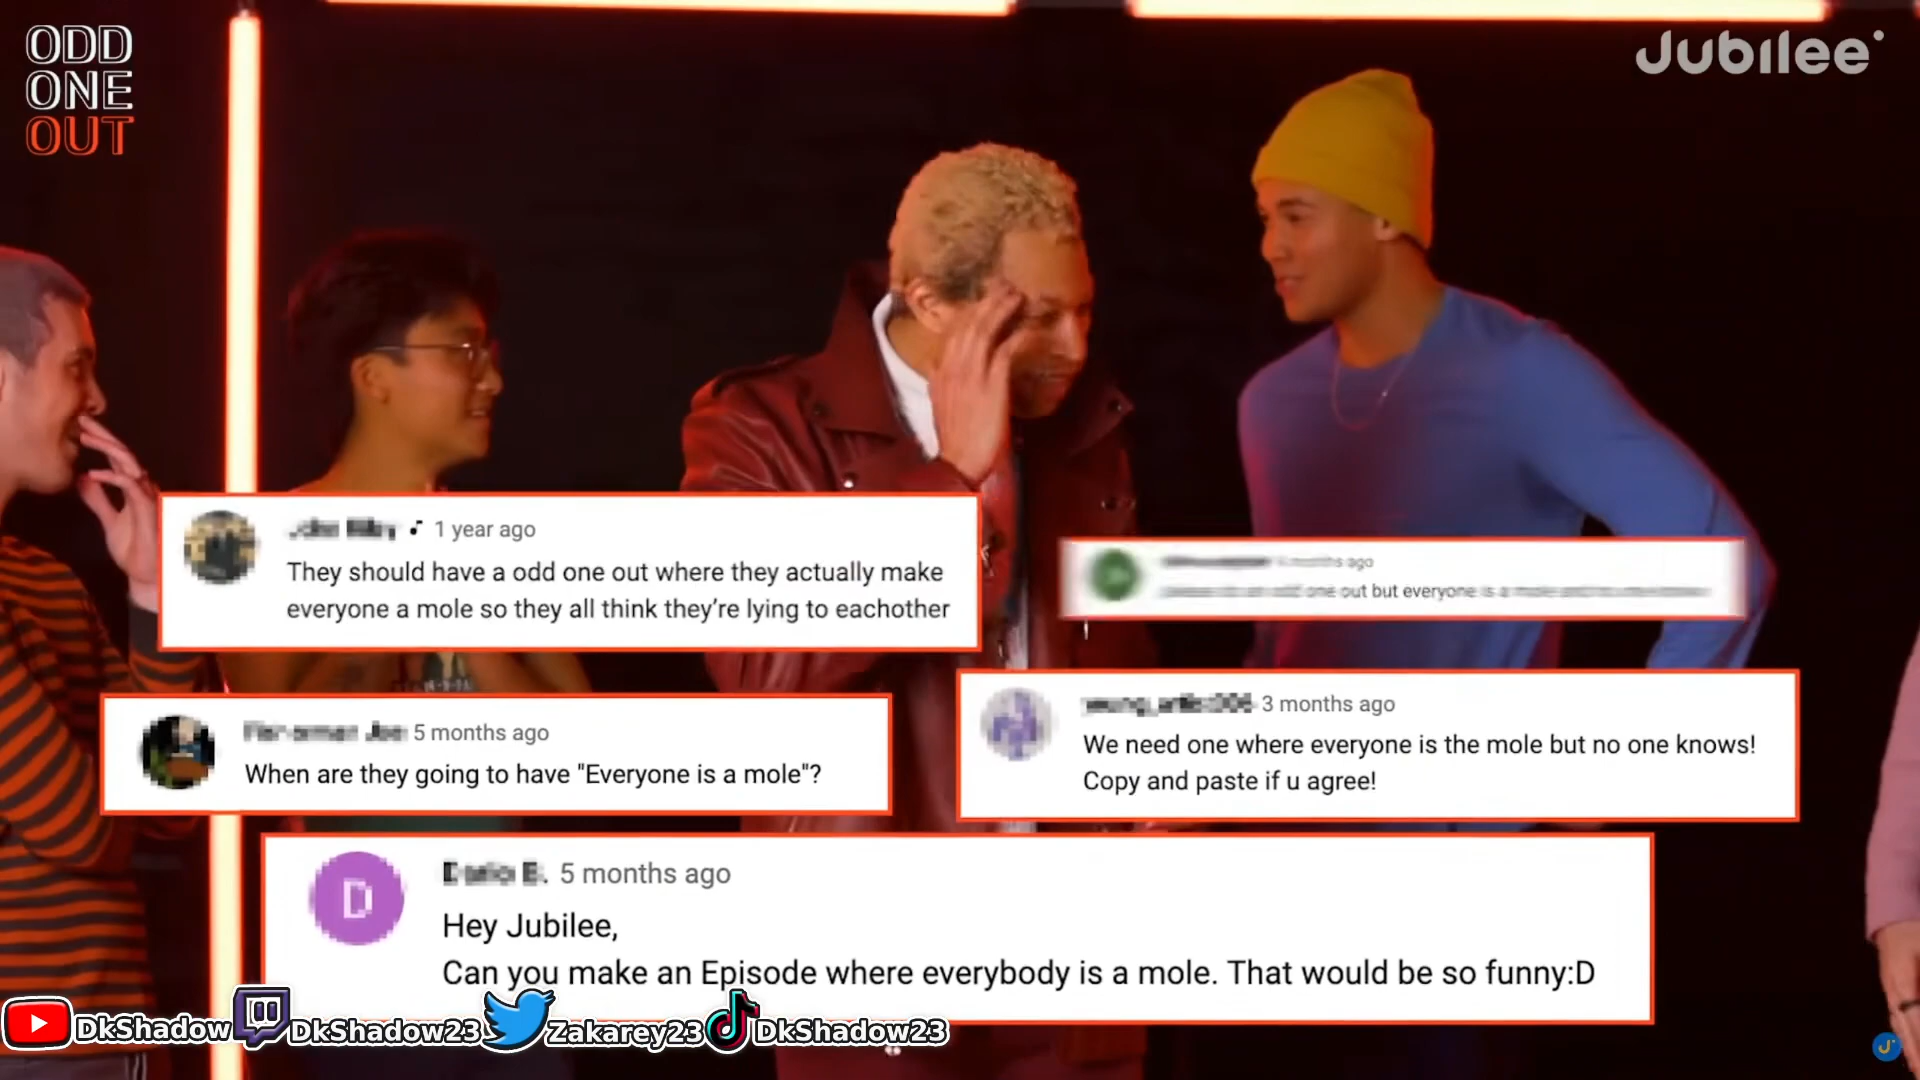 ODD
ONE
OUT
Jubilee
1 year ago
They should have a odd one out where they actually make
everyone a mole so they all think they're lying to eachother
months ago
odd one out but everyone is a mole
5 months ago
When are they going to have "Everyone is a mole"?
3 months ago
We need one where everyone is the mole but no one knows!
Copy and paste if u agree!
D
5 months ago
Hey Jubilee,
Can you make an Episode where everybody is a mole. That would be so funny:D
DkShadow DkShadow23 Zakarey23 DkShadow23